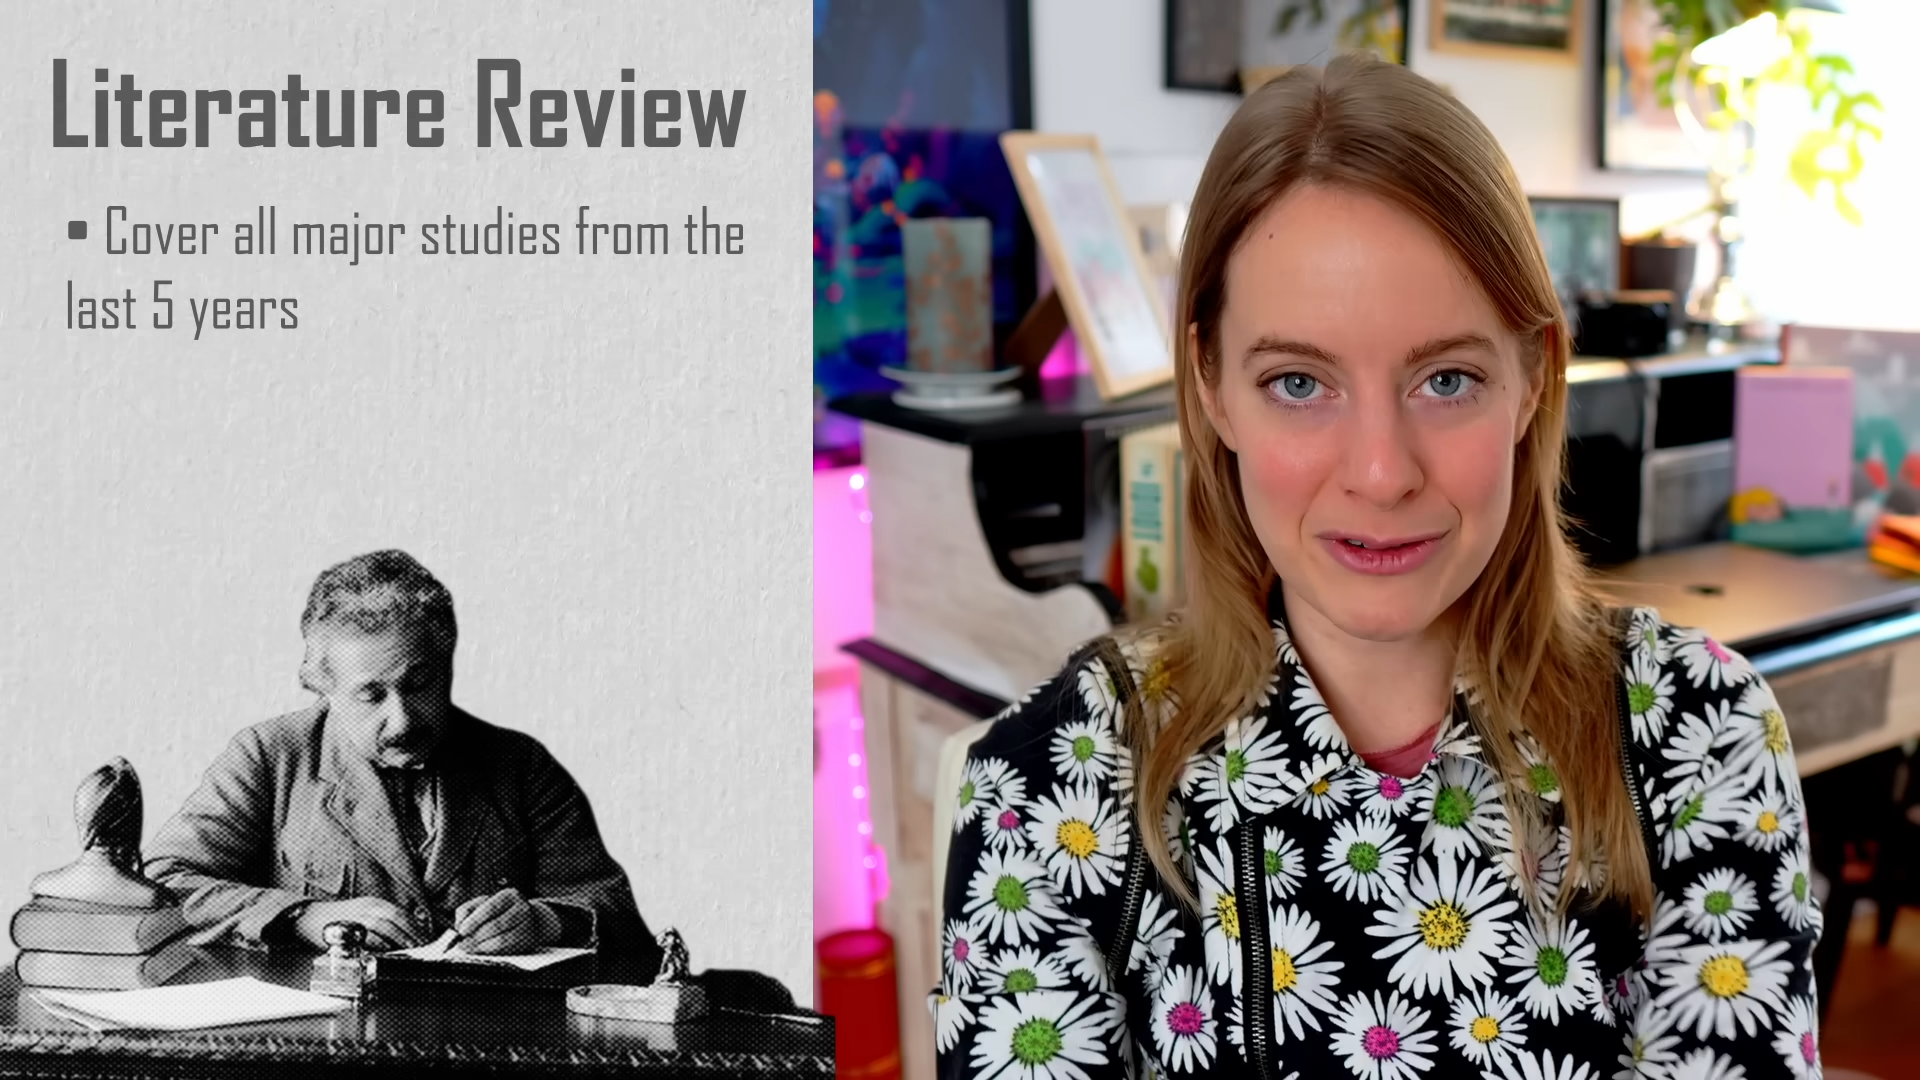 Literature Review
• Cover all major studies from the
last 5 years